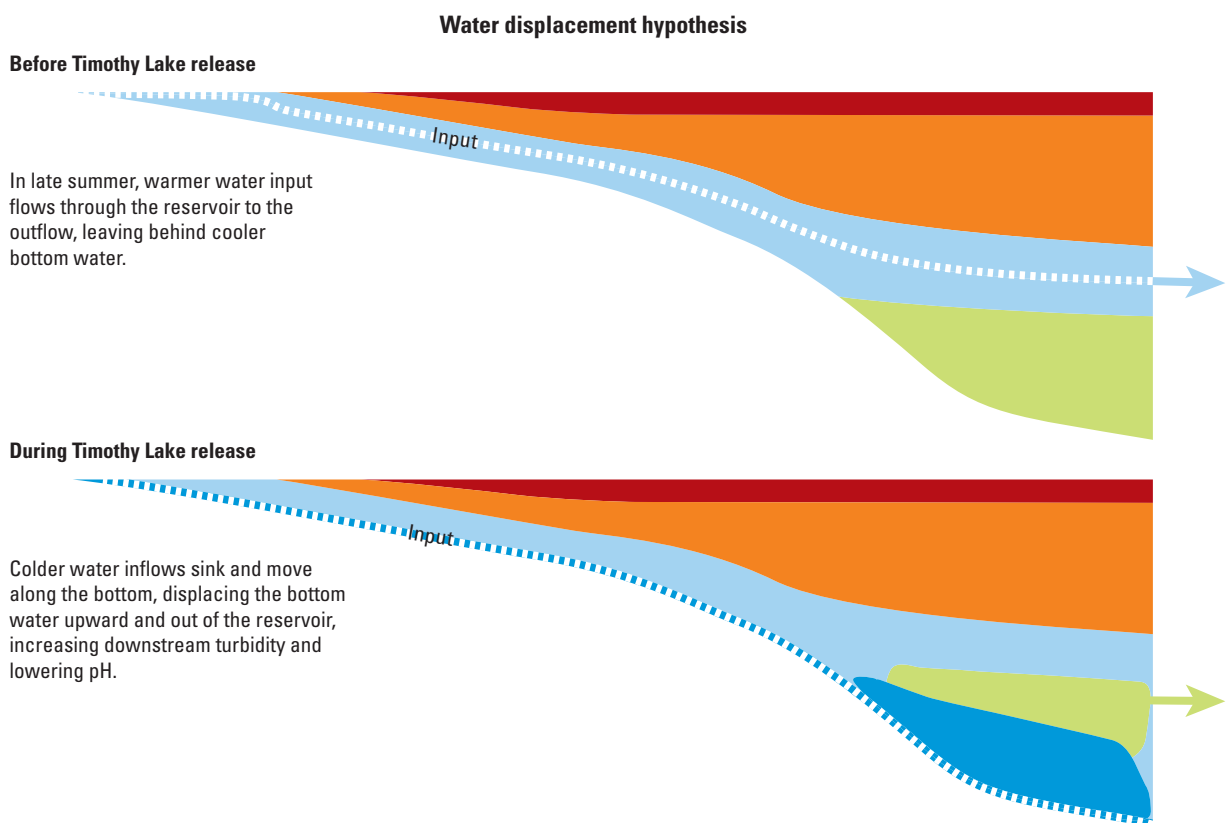 Water displacement hypothesis
Before Timothy Lake release
Input
In late summer, warmer water input
flows through the reservoir to the
outflow, leaving behind cooler
bottom water.
During Timothy Lake release
Input
Colder water inflows sink and move
along the bottom, displacing the bottom
water upward and out of the reservoir,
increasing downstream turbidity and
lowering pH.